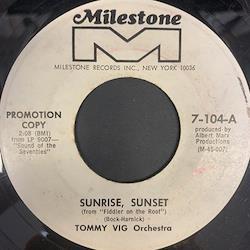 Milestone
M
MILESTONE RECORDS INC., NEW YORK 10036
PROMOTION
COPY
2:08 (BMI)
from LP 9007—
"Sound of the
Seventies"
7-104-A
produced by
Albert Marx
Productions
(M-45-007)
SUNRISE, SUNSET
(from "Fiddler on the Roof")
(Bock-Harnick)
TOMMY VIG Orchestra